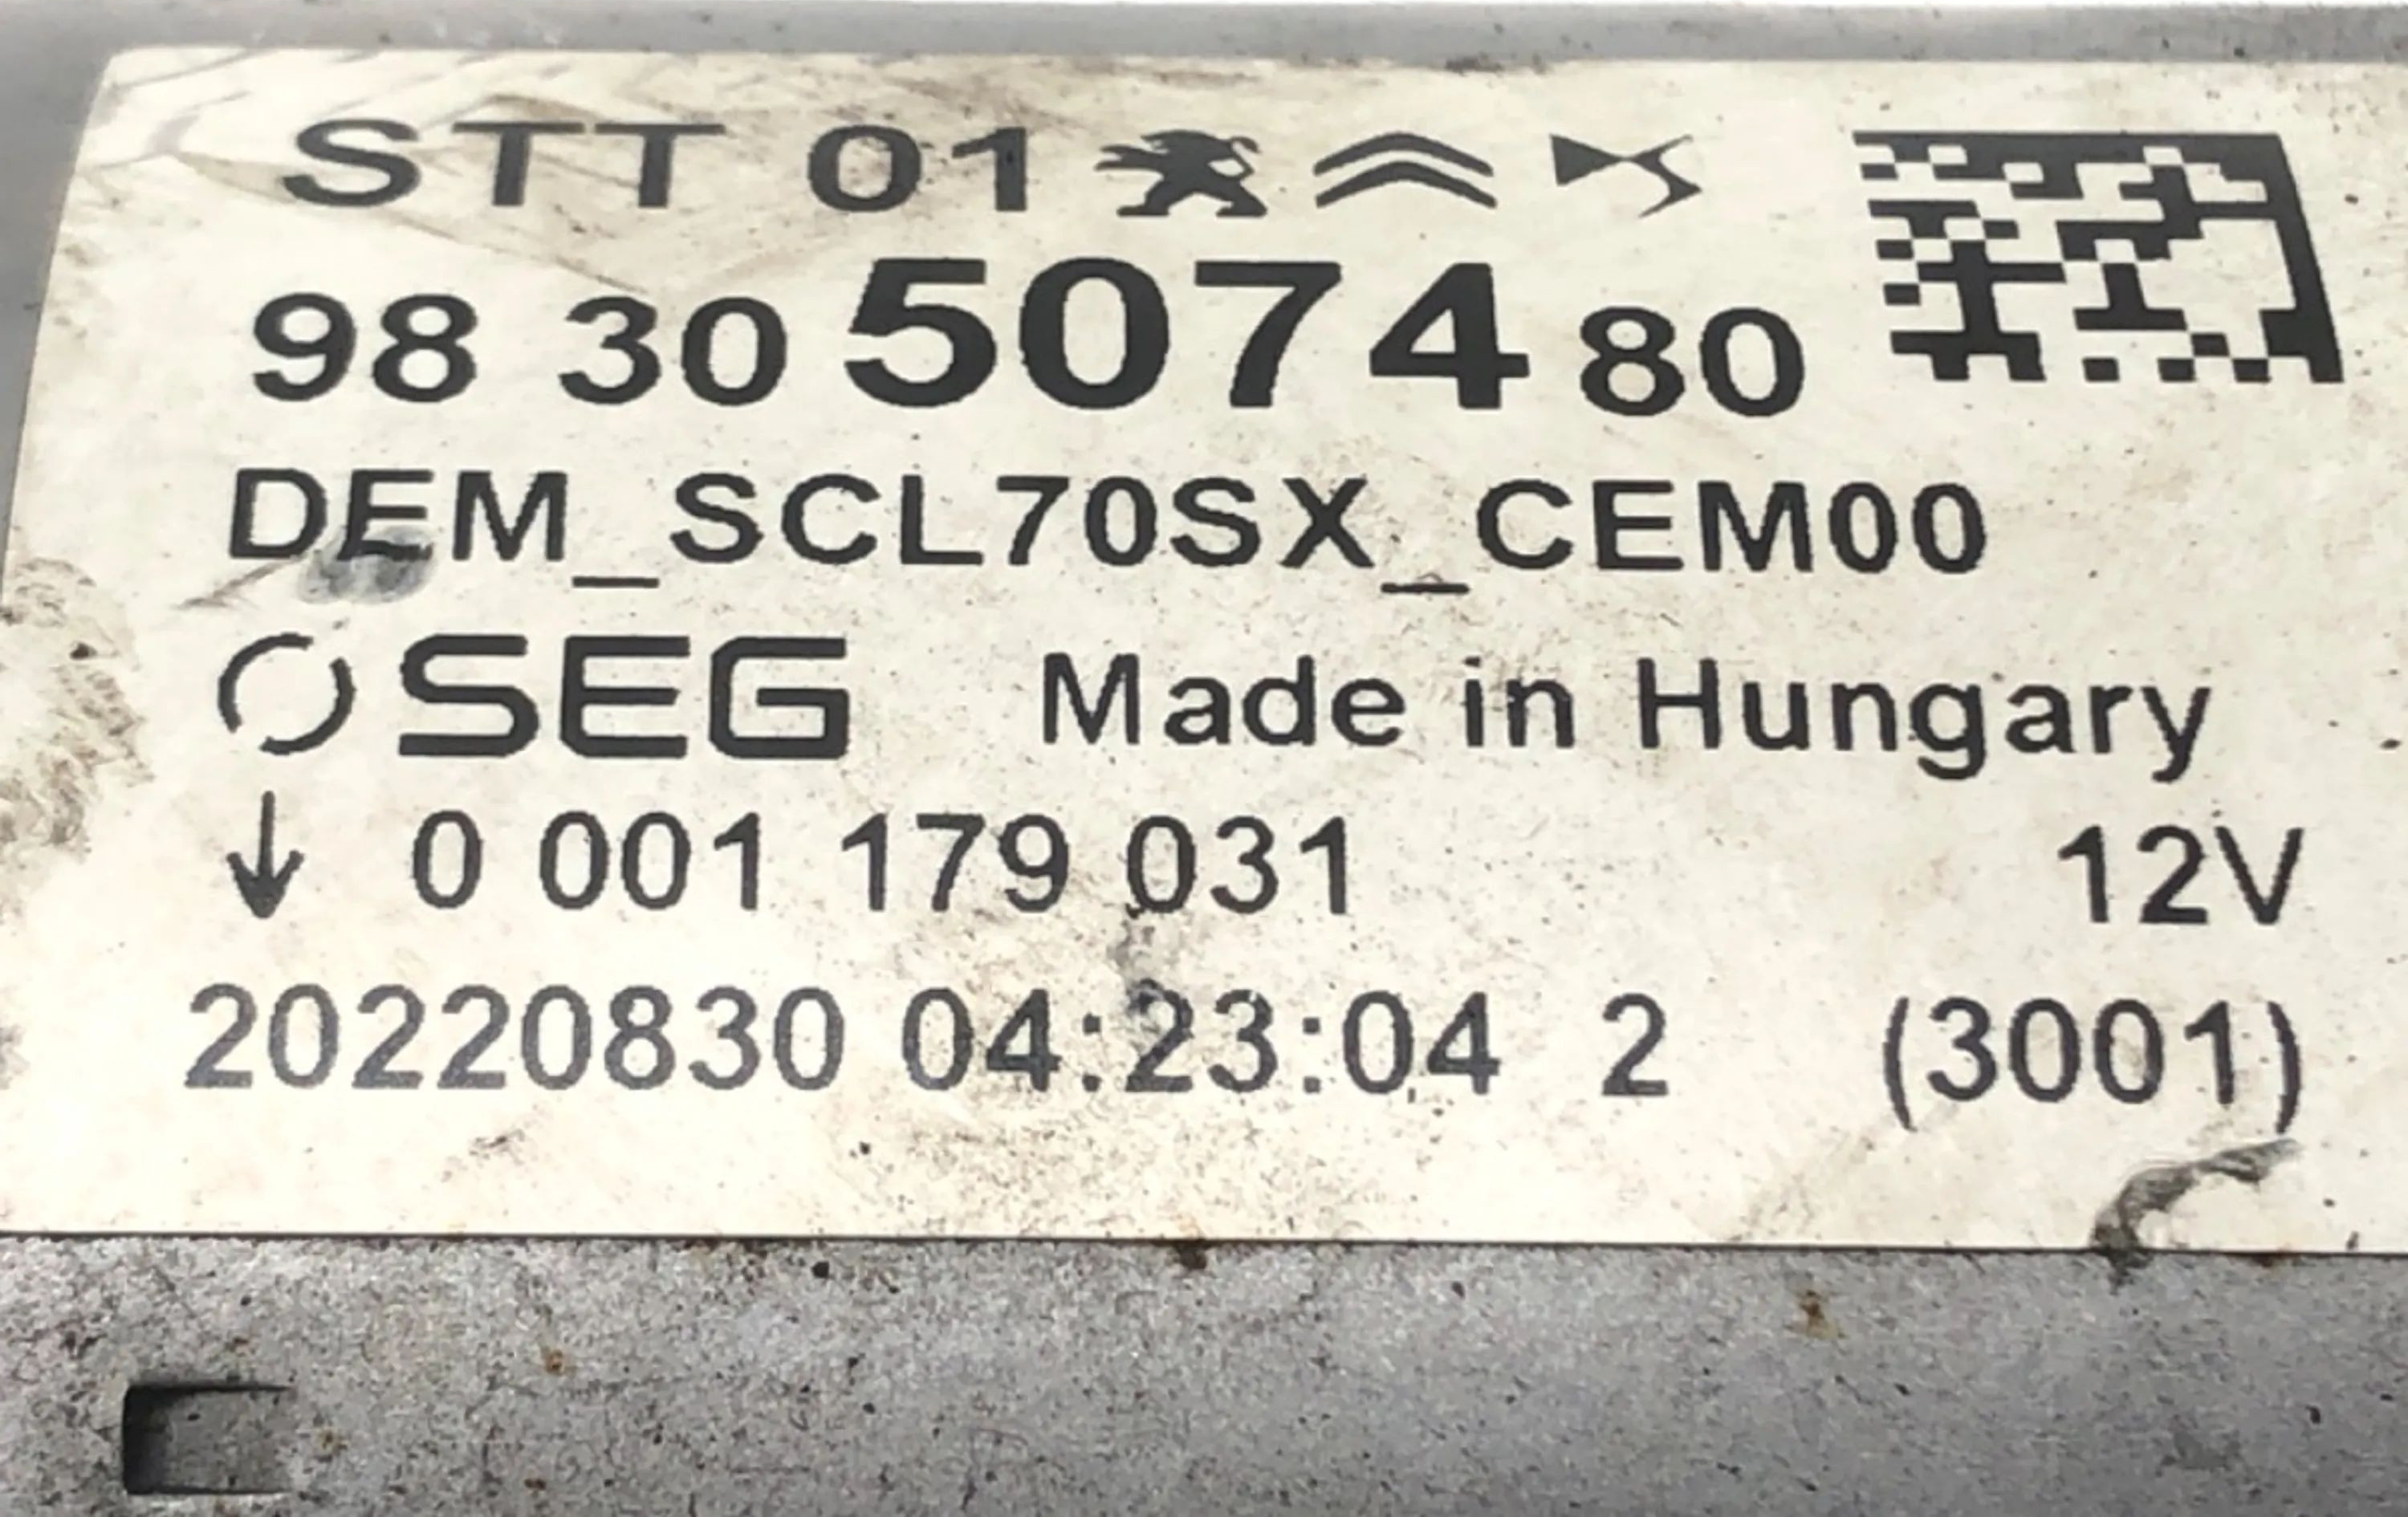 STT 01
98 30 5074 80
DEM_SCL70SX_CEM00
SEG Made in Hungary
↓ 0 001 179 031 12V
20220830 04:23:04 2 (3001)